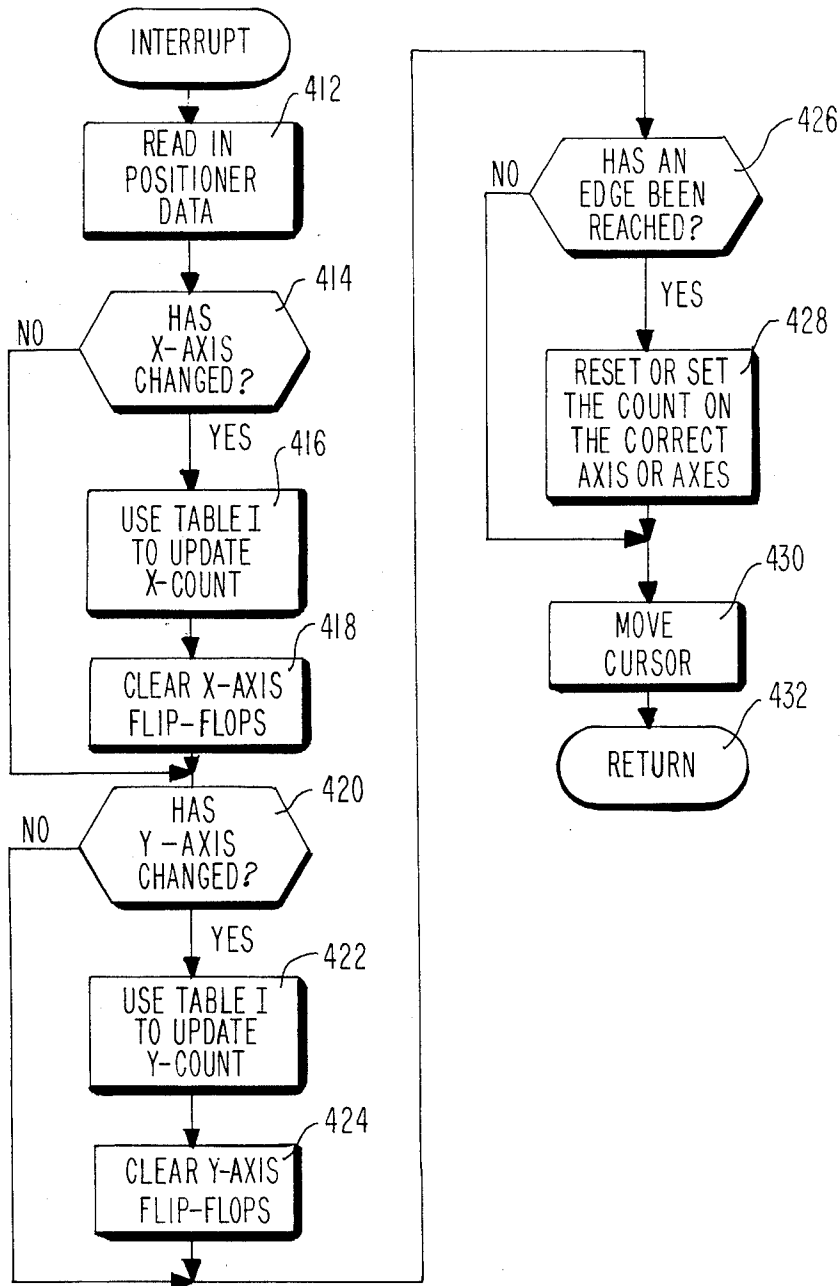 INTERRUPT
412
READ IN
POSITIONER
DATA
414
HAS
X-AXIS
CHANGED?
NO
YES
416
USE TABLE I
TO UPDATE
X-COUNT
418
CLEAR X-AXIS
FLIP-FLOPS
420
HAS
Y-AXIS
CHANGED?
NO
YES
422
USE TABLE I
TO UPDATE
Y-COUNT
424
CLEAR Y-AXIS
FLIP-FLOPS
426
HAS AN
EDGE BEEN
REACHED?
NO
YES
428
RESET OR SET
THE COUNT ON
THE CORRECT
AXIS OR AXES
430
MOVE
CURSOR
432
RETURN